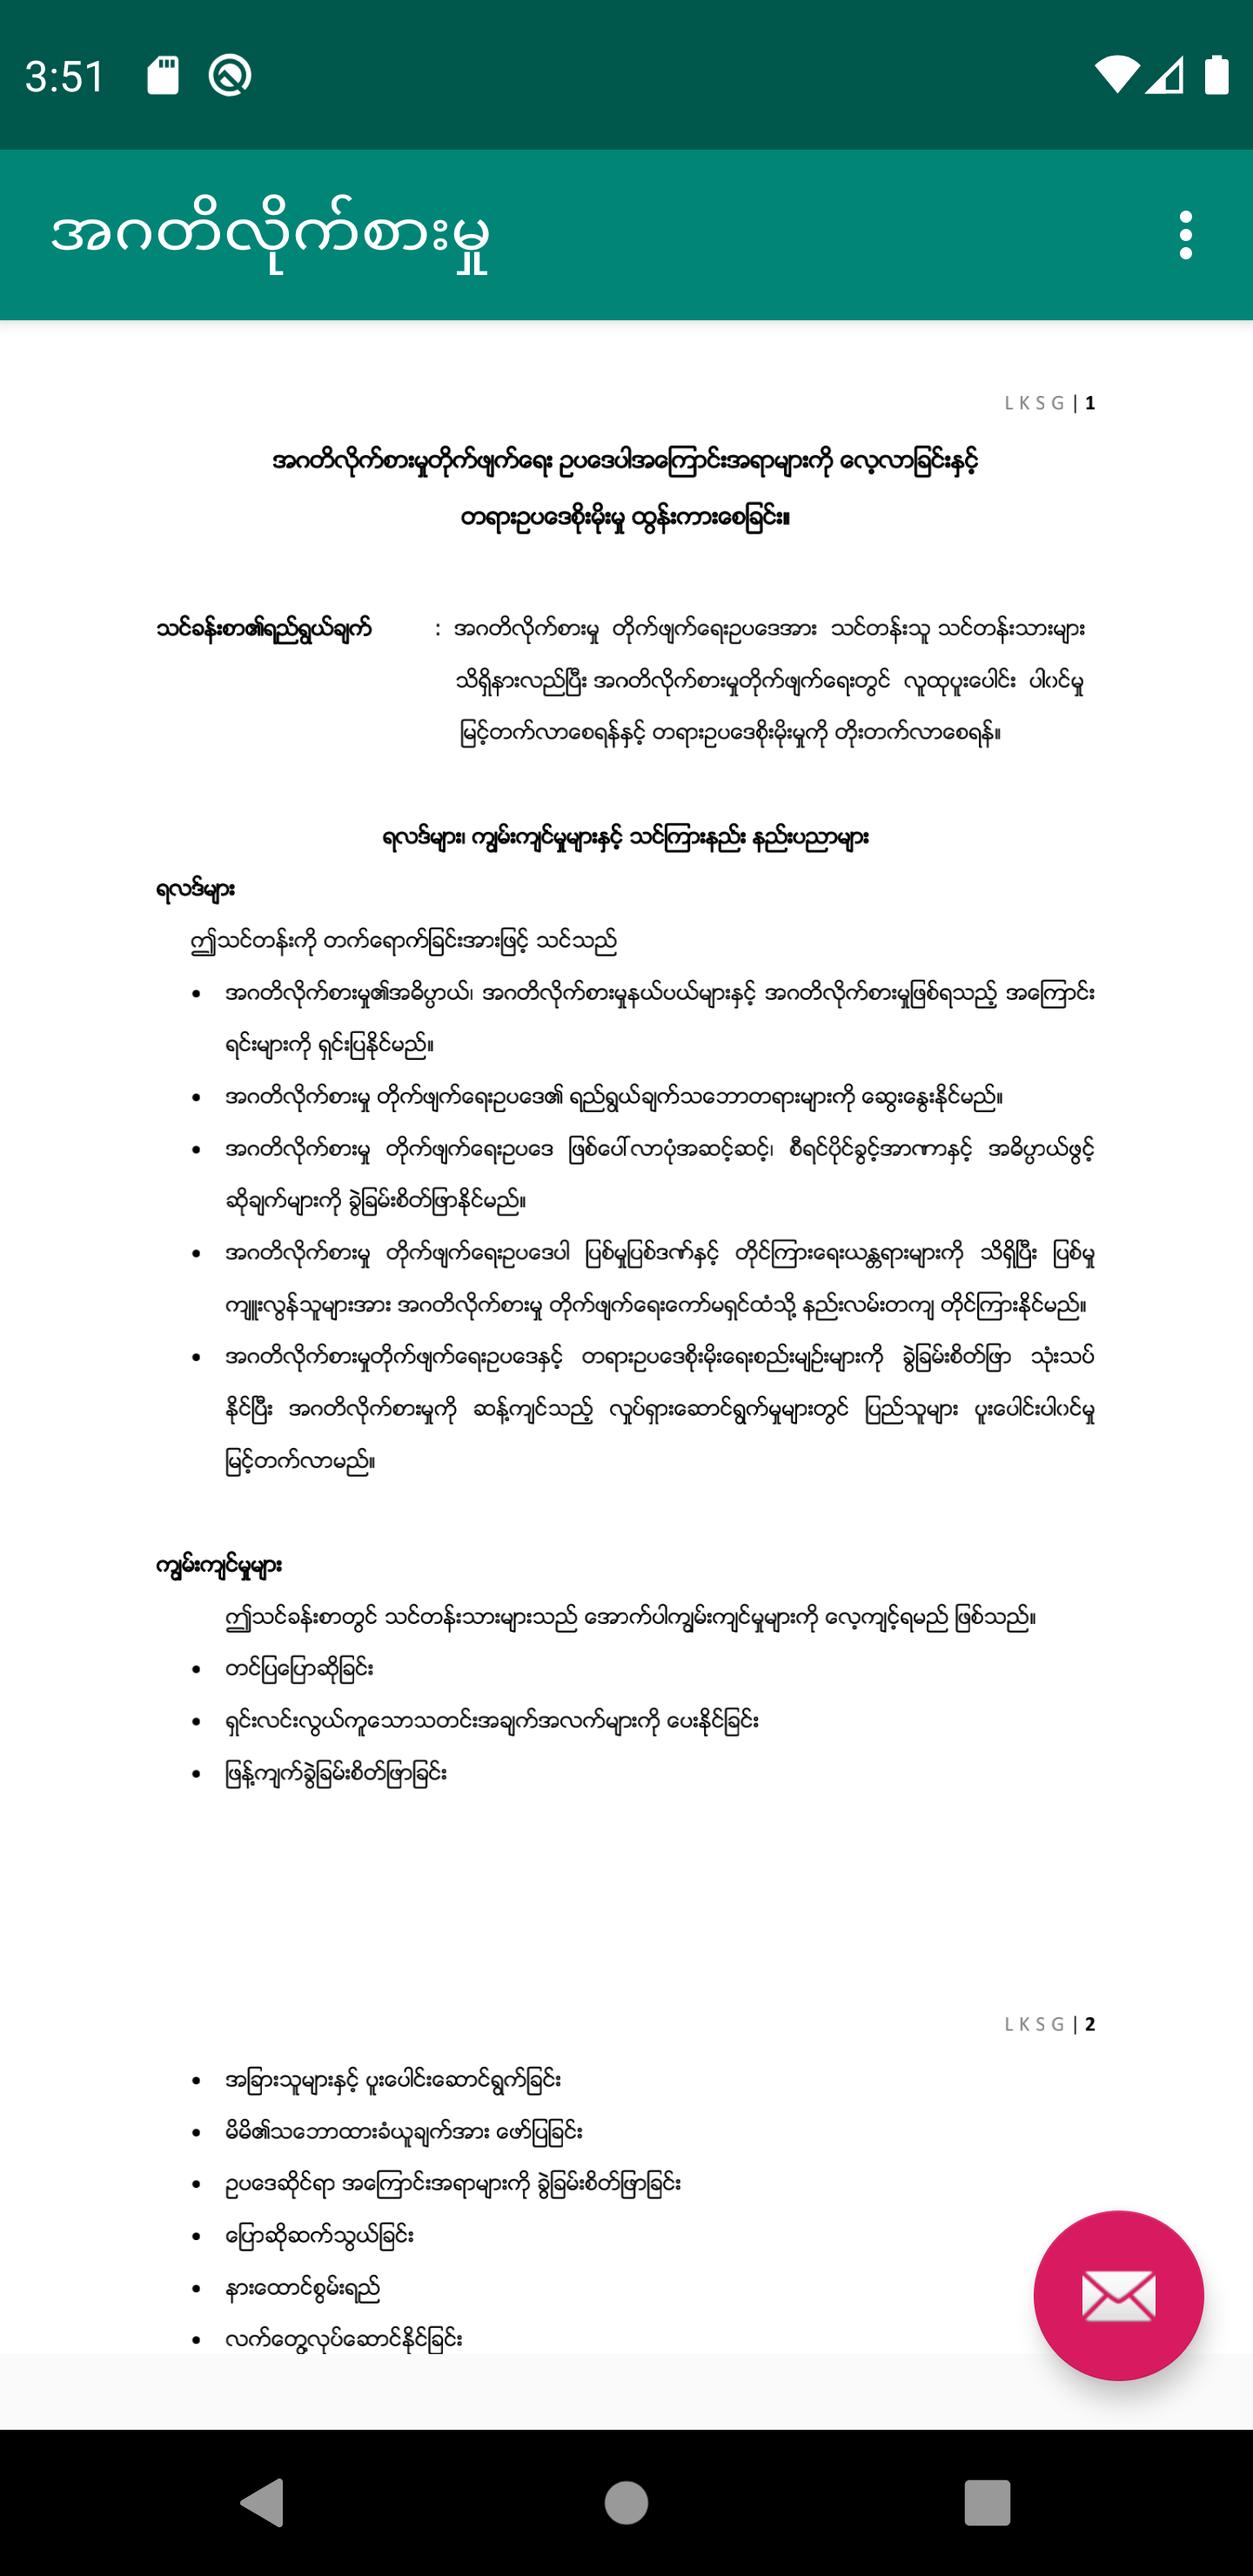 3:51
အဂတိလိုက်စားမှု
LKSG | 1
အဂတိလိုက်စားမှုတိုက်ဖျက်ရေး ဥပဒေပါအကြောင်းအရာများကို လေ့လာခြင်းနှင့်
တရားဥပဒေစိုးမိုးမှု ထွန်းကားစေခြင်း။
သင်ခန်းစာ၏ရည်ရွယ်ချက် : အဂတိလိုက်စားမှု တိုက်ဖျက်ရေးဥပဒေအား သင်တန်းသူ သင်တန်းသားများ
သိရှိနားလည်ပြီး အဂတိလိုက်စားမှုတိုက်ဖျက်ရေးတွင် လူထုပူးပေါင်း ပါဝင်မှု
မြင့်တက်လာစေရန်နှင့် တရားဥပဒေစိုးမိုးမှုကို တိုးတက်လာစေရန်။
ရလဒ်များ၊ ကျွမ်းကျင်မှုများနှင့် သင်ကြားနည်း နည်းပညာများ
ရလဒ်များ
ဤသင်တန်းကို တက်ရောက်ခြင်းအားဖြင့် သင်သည်
• အဂတိလိုက်စားမှု၏အဓိပ္ပာယ်၊ အဂတိလိုက်စားမှုနယ်ပယ်များနှင့် အဂတိလိုက်စားမှုဖြစ်ရသည့် အကြောင်း
ရင်းများကို ရှင်းပြနိုင်မည်။
• အဂတိလိုက်စားမှု တိုက်ဖျက်ရေးဥပဒေ၏ ရည်ရွယ်ချက်သဘောတရားများကို ဆွေးနွေးနိုင်မည်။
• အဂတိလိုက်စားမှု တိုက်ဖျက်ရေးဥပဒေ ဖြစ်ပေါ်လာပုံအဆင့်ဆင့်၊ စီရင်ပိုင်ခွင့်အာဏာနှင့် အဓိပ္ပာယ်ဖွင့်
ဆိုချက်များကို ခွဲခြမ်းစိတ်ဖြာနိုင်မည်။
• အဂတိလိုက်စားမှု တိုက်ဖျက်ရေးဥပဒေပါ ပြစ်မှုပြစ်ဒဏ်နှင့် တိုင်ကြားရေးယန္တရားများကို သိရှိပြီး ပြစ်မှု
ကျူးလွန်သူများအား အဂတိလိုက်စားမှု တိုက်ဖျက်ရေးကော်မရှင်ထံသို့ နည်းလမ်းတကျ တိုင်ကြားနိုင်မည်။
• အဂတိလိုက်စားမှုတိုက်ဖျက်ရေးဥပဒေနှင့် တရားဥပဒေစိုးမိုးရေးစည်းမျဉ်းများကို ခွဲခြမ်းစိတ်ဖြာ သုံးသပ်
နိုင်ပြီး အဂတိလိုက်စားမှုကို ဆန့်ကျင်သည့် လှုပ်ရှားဆောင်ရွက်မှုများတွင် ပြည်သူများ ပူးပေါင်းပါဝင်မှု
မြင့်တက်လာမည်။
ကျွမ်းကျင်မှုများ
ဤသင်ခန်းစာတွင် သင်တန်းသားများသည် အောက်ပါကျွမ်းကျင်မှုများကို လေ့ကျင့်ရမည် ဖြစ်သည်။
• တင်ပြပြောဆိုခြင်း
• ရှင်းလင်းလွယ်ကူသောသတင်းအချက်အလက်များကို ပေးနိုင်ခြင်း
• ဖြန့်ကျက်ခွဲခြမ်းစိတ်ဖြာခြင်း
LKSG | 2
• အခြားသူများနှင့် ပူးပေါင်းဆောင်ရွက်ခြင်း
• မိမိ၏သဘောထားခံယူချက်အား ဖော်ပြခြင်း
• ဥပဒေဆိုင်ရာ အကြောင်းအရာများကို ခွဲခြမ်းစိတ်ဖြာခြင်း
• ပြောဆိုဆက်သွယ်ခြင်း
• နားထောင်စွမ်းရည်
• လက်တွေ့လုပ်ဆောင်နိုင်ခြင်း